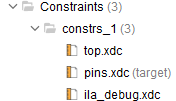 Constraints (3)
constrs_1 (3)
top.xdc
pins.xdc (target)
ila_debug.xdc